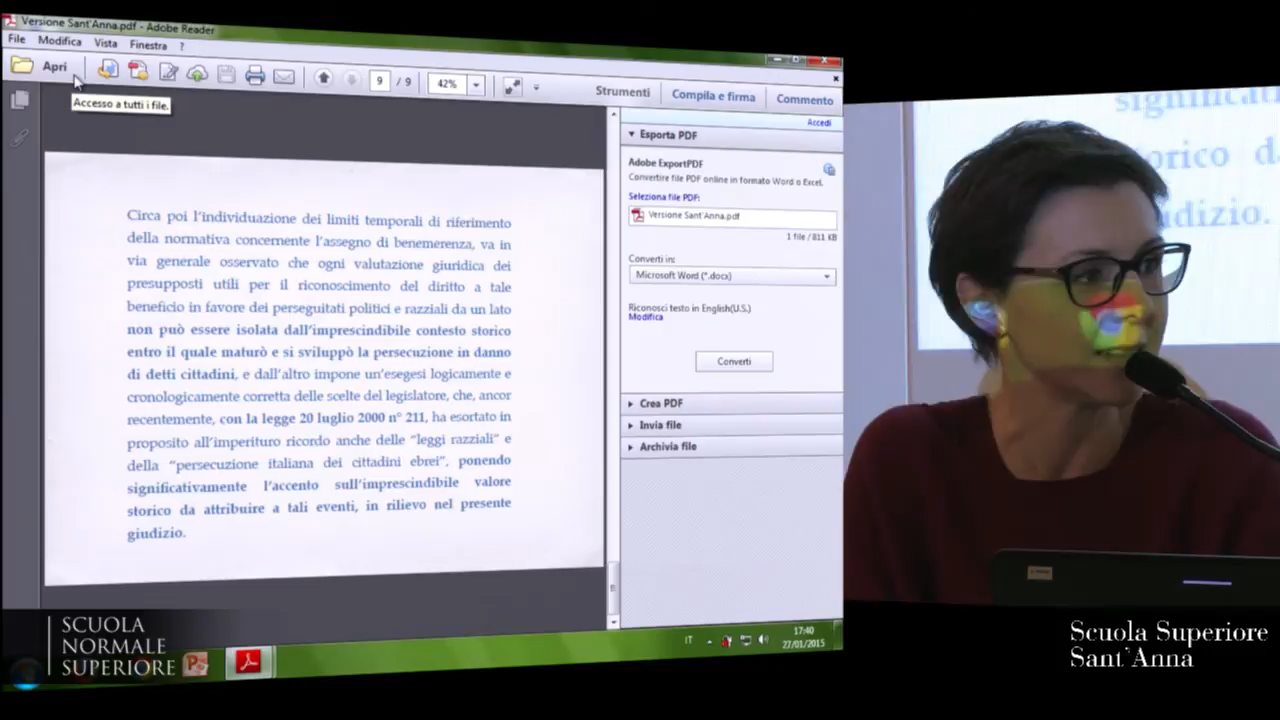 Versione Sant'Anna.pdf - Adobe Reader
File Modifica Vista Finestra ?
Apri
9 / 9
42%
Strumenti
Compila e firma
Commento
Accesso a tutti i file.
Accedi
Esporta PDF
Adobe ExportPDF
Convertire file PDF online in formato Word o Excel.
Seleziona file PDF:
Versione Sant'Anna.pdf
1 file / 811 KB
Converti in:
Microsoft Word (*.docx)
Riconosci testo in English(U.S.)
Modifica
Converti
Crea PDF
Invia file
Archivia file
Circa poi l'individuazione dei limiti temporali di riferimento
della normativa concernente l'assegno di benemerenza, va in
via generale osservato che ogni valutazione giuridica dei
presupposti utili per il riconoscimento del diritto a tale
beneficio in favore dei perseguitati politici e razziali da un lato
non può essere isolata dall'imprescindibile contesto storico
entro il quale maturò e si sviluppò la persecuzione in danno
di detti cittadini, e dall'altro impone un'esegesi logicamente e
cronologicamente corretta delle scelte del legislatore, che, ancor
recentemente, con la legge 20 luglio 2000 n° 211, ha esortato in
proposito all'imperituro ricordo anche delle "leggi razziali" e
della "persecuzione italiana dei cittadini ebrei", ponendo
significativamente l'accento sull'imprescindibile valore
storico da attribuire a tali eventi, in rilievo nel presente
giudizio.
IT
17:40
27/01/2015
SCUOLA
NORMALE
SUPERIORE
Scuola Superiore
Sant'Anna